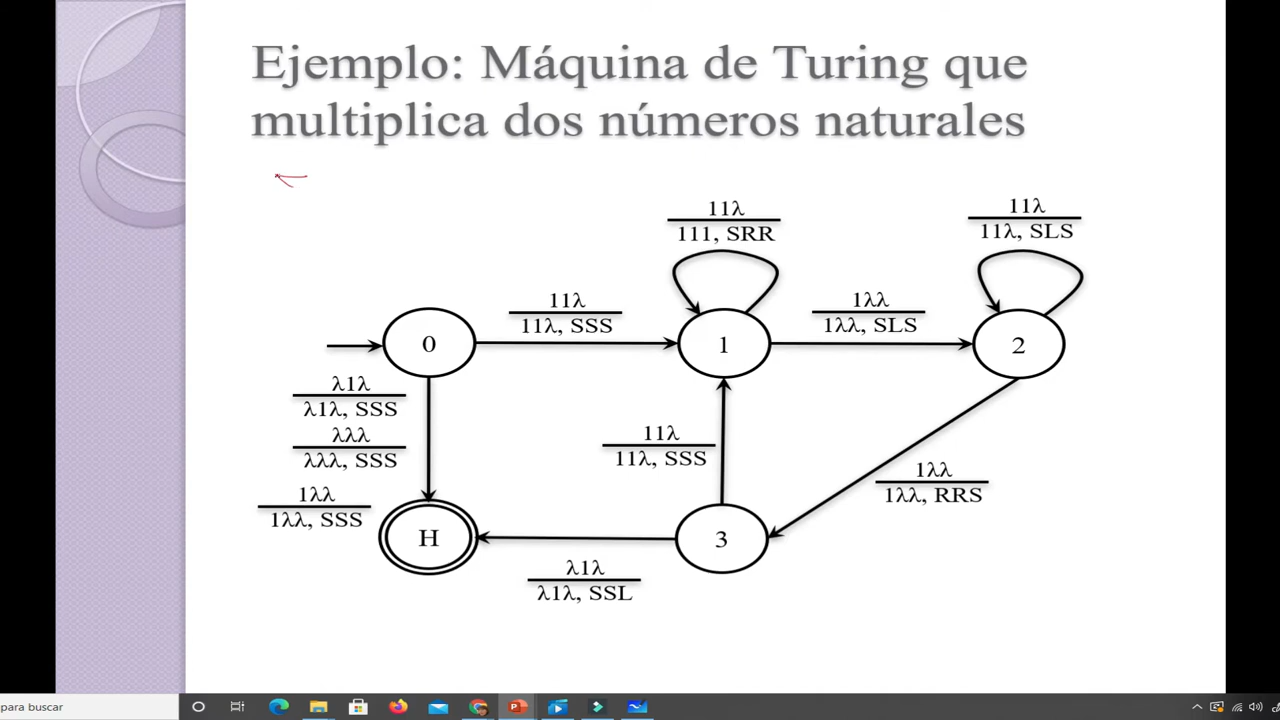 Ejemplo: Máquina de Turing que
multiplica dos números naturales
11λ
111, SRR
11λ
11λ, SLS
11λ
11λ, SSS
1λλ
1λλ, SLS
0
1
2
λ1λ
λ1λ, SSS
λλλ
λλλ, SSS
1λλ
1λλ, SSS
11λ
11λ, SSS
1λλ
1λλ, RRS
H
3
λ1λ
λ1λ, SSL
para buscar